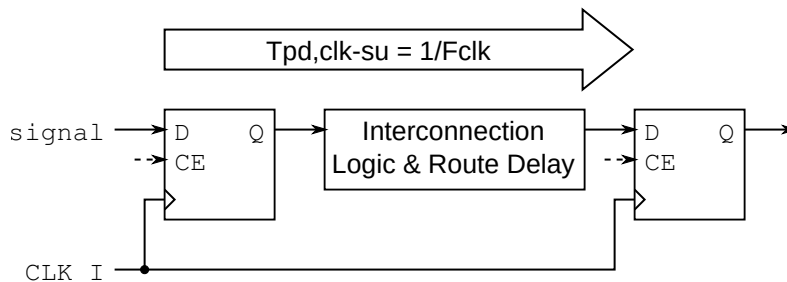 Tpd,clk-su = 1/Fclk
signal
D
Q
CE
Interconnection
Logic & Route Delay
D
Q
CE
CLK I